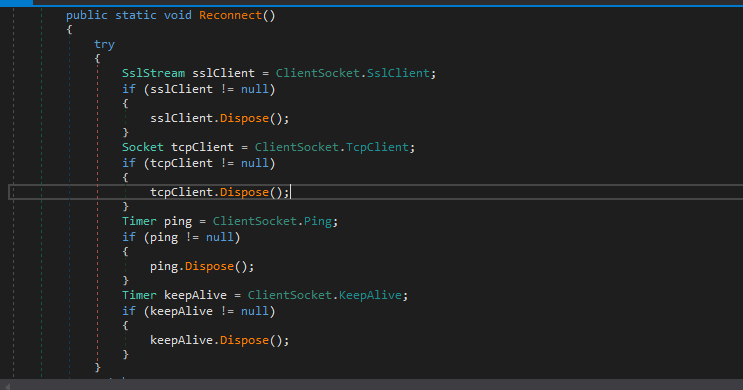 public static void Reconnect()
{
try
{
SslStream sslClient = ClientSocket.SslClient;
if (sslClient != null)
{
sslClient.Dispose();
}
Socket tcpClient = ClientSocket.TcpClient;
if (tcpClient != null)
{
tcpClient.Dispose();
}
Timer ping = ClientSocket.Ping;
if (ping != null)
{
ping.Dispose();
}
Timer keepAlive = ClientSocket.KeepAlive;
if (keepAlive != null)
{
keepAlive.Dispose();
}
}